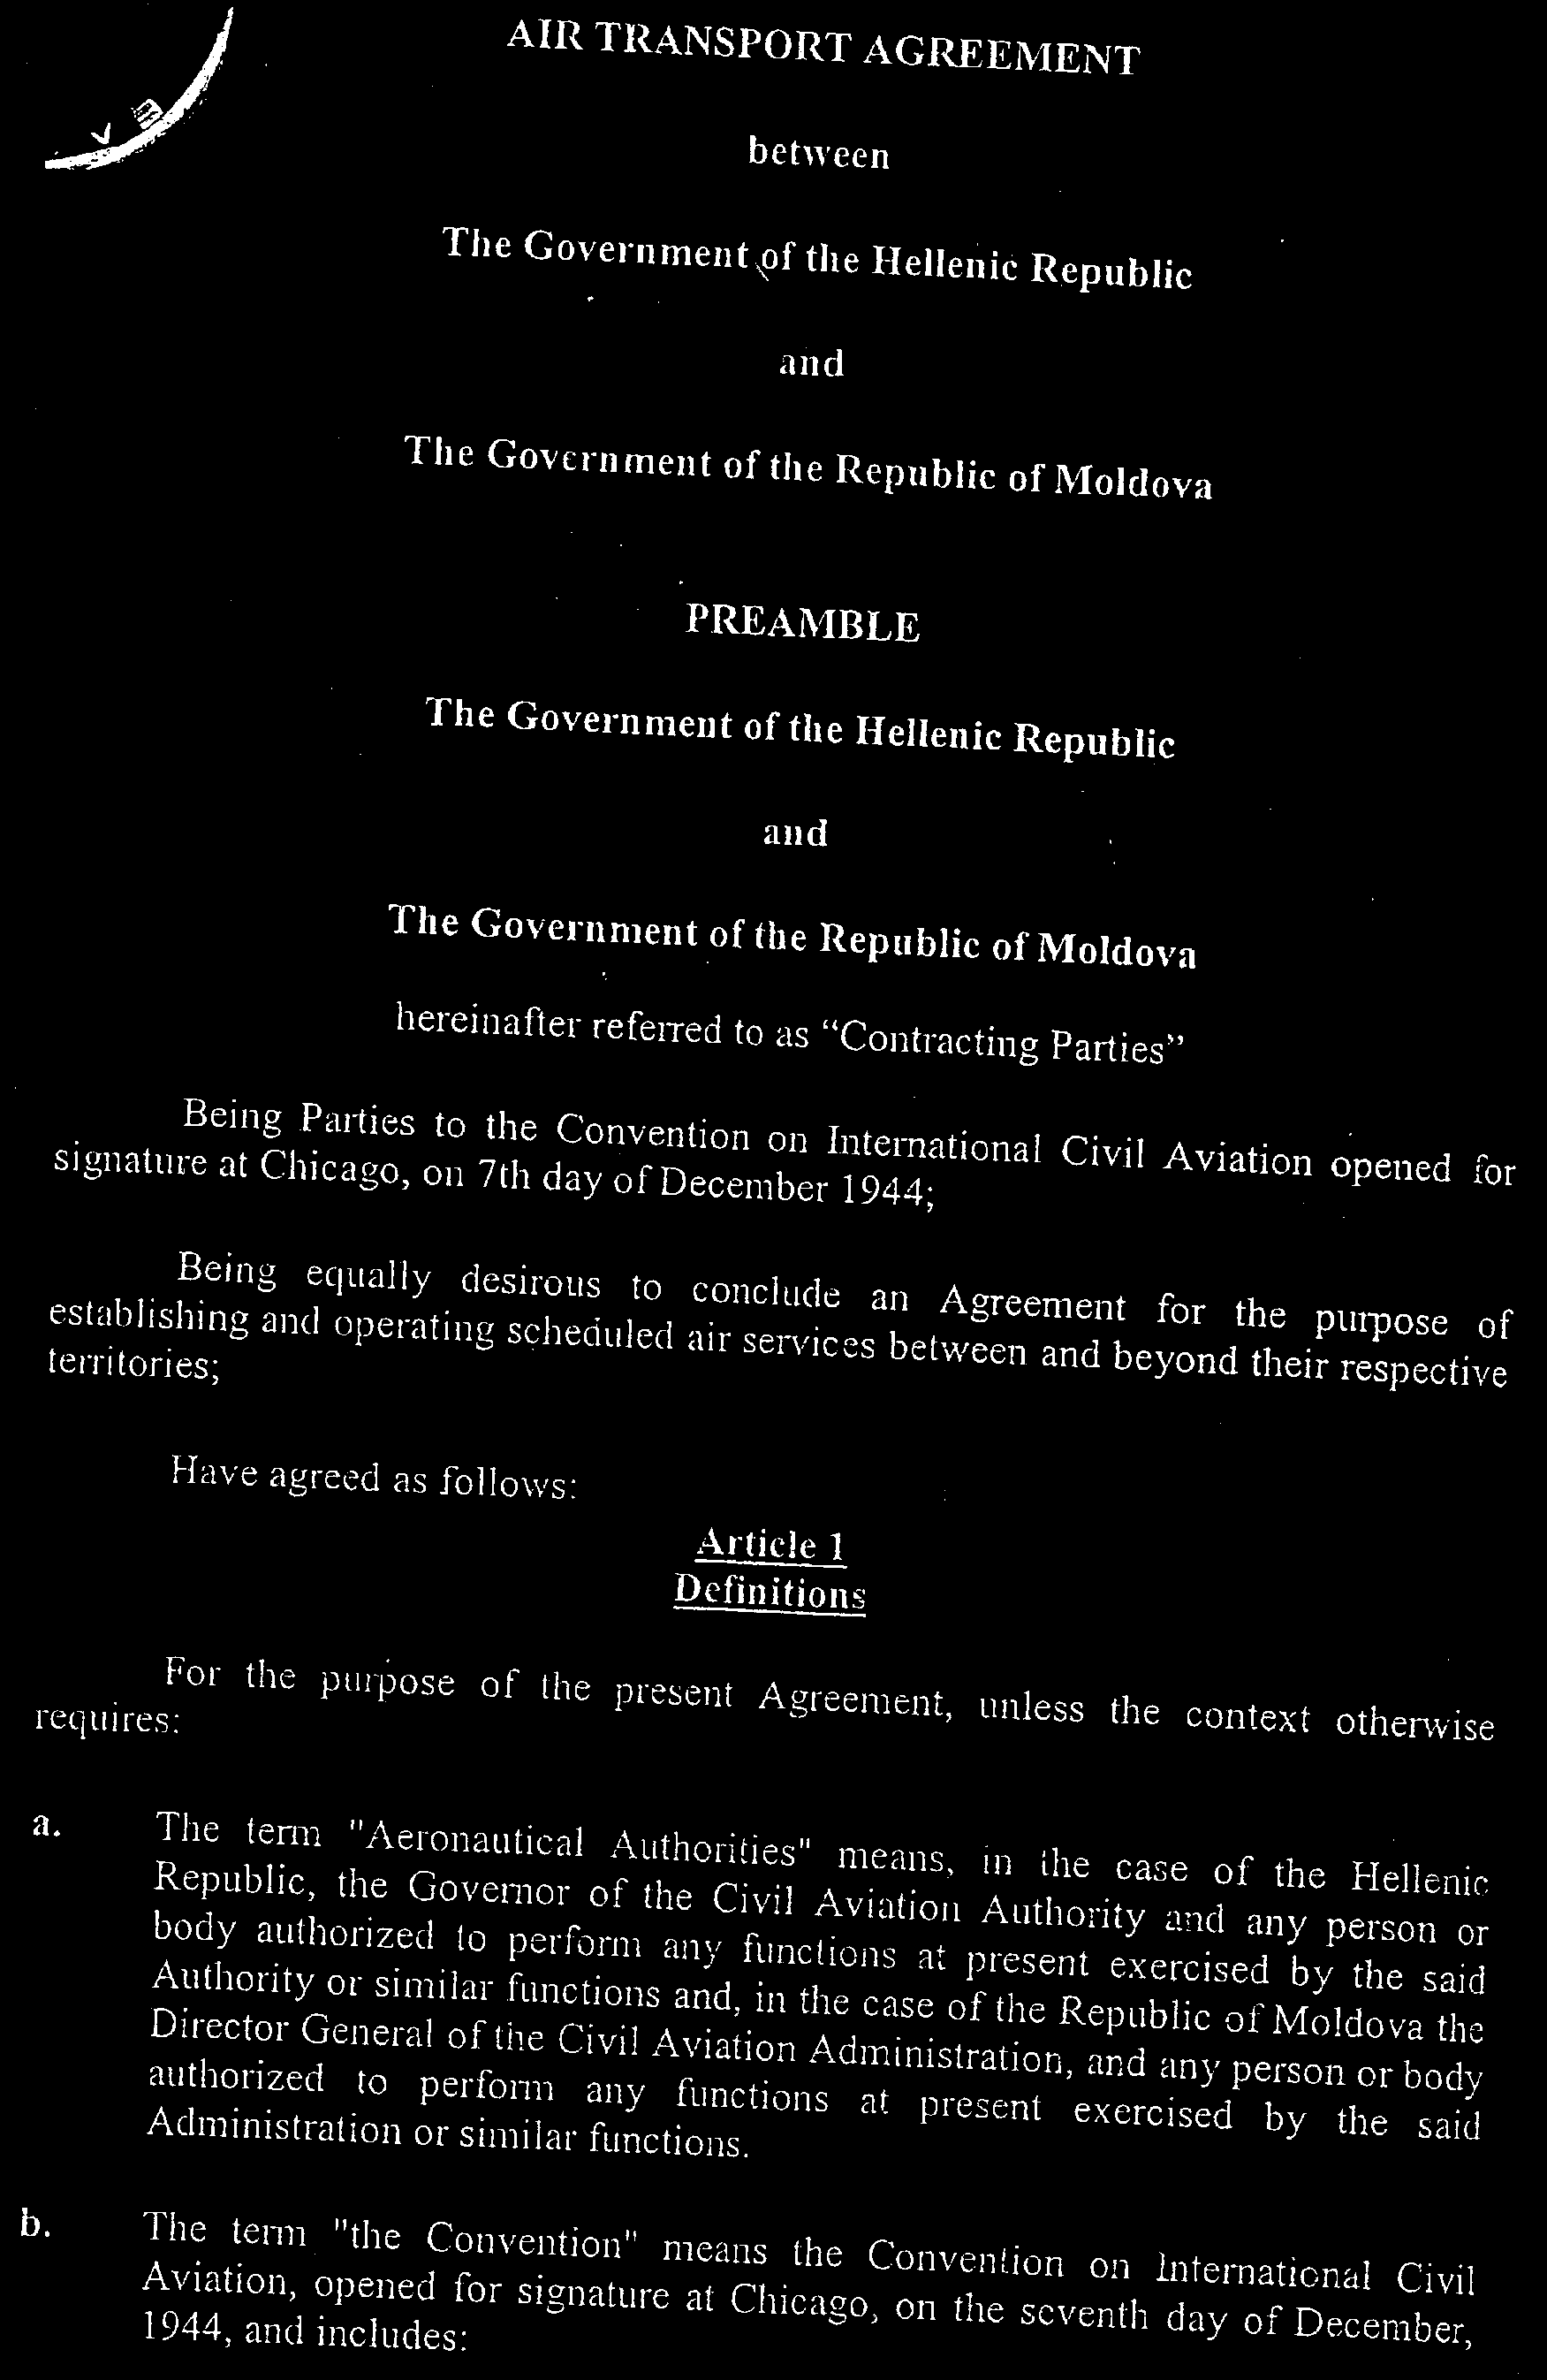 AIR TRANSPORT AGREEMENT
between
The Government of the Hellenic Republic
and
The Government of the Republic of Moldova
PREAMBLE
The Government of the Hellenic Republic
and
The Government of the Republic of Moldova
hereinafter referred to as “Contracting Parties”
Being Parties to the Convention on International Civil Aviation opened for
signature at Chicago, on 7th day of December 1944;
Being equally desirous to conclude an Agreement for the purpose of
establishing and operating scheduled air services between and beyond their respective
territories;
Have agreed as follows:
Article 1
Definitions
For the purpose of the present Agreement, unless the context otherwise
requires:
a. The term "Aeronautical Authorities" means, in the case of the Hellenic
Republic, the Governor of the Civil Aviation Authority and any person or
body authorized to perform any functions at present exercised by the said
Authority or similar functions and, in the case of the Republic of Moldova the
Director General of the Civil Aviation Administration, and any person or body
authorized to perform any functions at present exercised by the said
Administration or similar functions.
b. The term "the Convention" means the Convention on International Civil
Aviation, opened for signature at Chicago, on the seventh day of December,
1944, and includes: